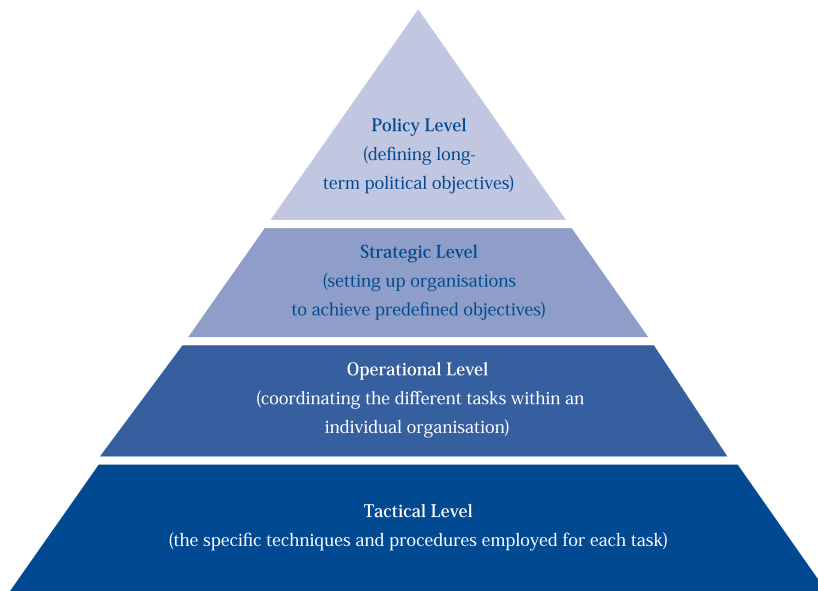 Policy Level
(defining long-
term political objectives)
Strategic Level
(setting up organisations
to achieve predefined objectives)
Operational Level
(coordinating the different tasks within an
individual organisation)
Tactical Level
(the specific techniques and procedures employed for each task)